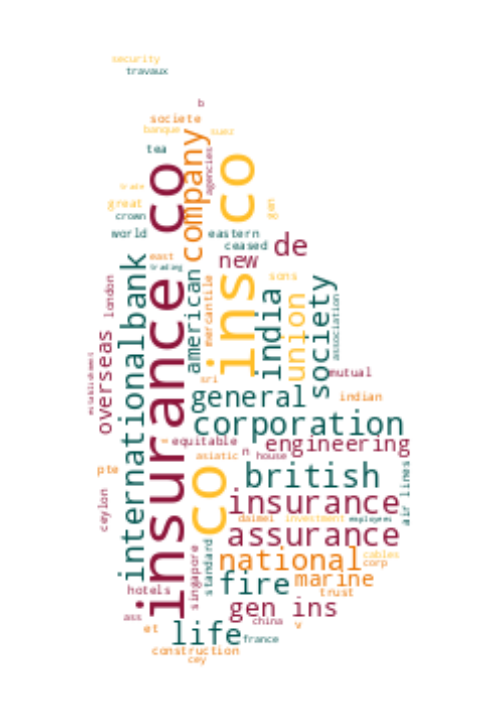 security
travaux
b
societe
banque
suez
tea
agencies
company
insurance co
ins co
trade
great
crown
gen
world
eastern
ceased
de
new
east
trading
sons
london
international
bank
american
mercantile
india
union
society
association
overseas
establishment
sri
mutual
general
indian
corporation
equitable
engineering
n
house
asiatic
pte
co
british
air lines
ceylon
insurance
daimei
investment
employees
assurance
singapore
standard
national
cables
corp
fire
marine
hotels
trust
gen ins
ass
china
v
et
life
france
construction
cey